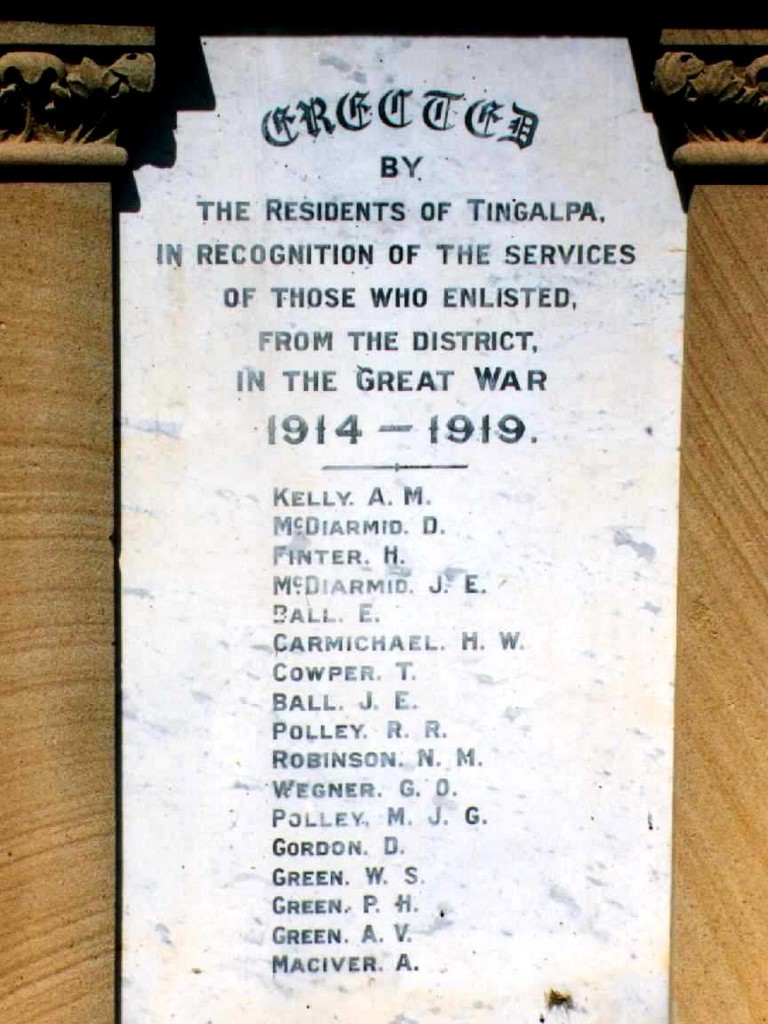 ERECTED
BY
THE RESIDENTS OF TINGALPA,
IN RECOGNITION OF THE SERVICES
OF THOSE WHO ENLISTED,
FROM THE DISTRICT,
IN THE GREAT WAR
1914 — 1919.
KELLY. A. M.
McDIARMID. D.
FINTER. H.
McDIARMID. J. E.
BALL. E.
CARMICHAEL. H. W.
COWPER. T.
BALL. J. E.
POLLEY. R. R.
ROBINSON. N. M.
WEGNER. G. O.
POLLEY. M. J. G.
GORDON. D.
GREEN. W. S.
GREEN. P. H.
GREEN. A. V.
MACIVER. A.